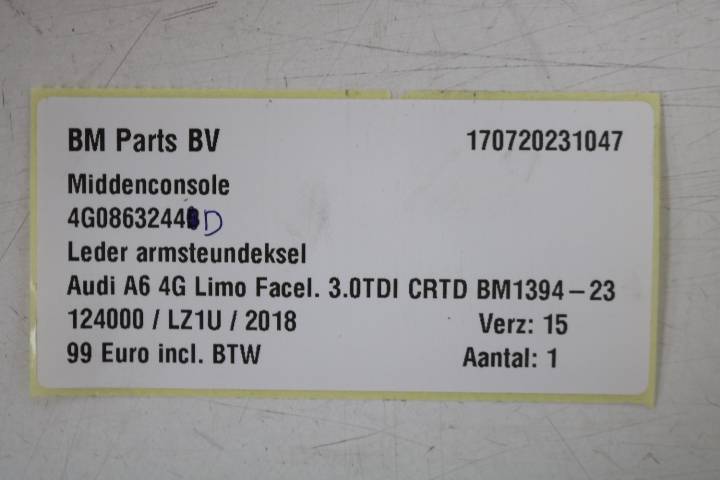 BM Parts BV 170720231047
Middenconsole
4G0863244 D
Leder armsteundeksel
Audi A6 4G Limo Facel. 3.0TDI CRTD BM1394-23
124000 / LZ1U / 2018 Verz: 15
99 Euro incl. BTW Aantal: 1